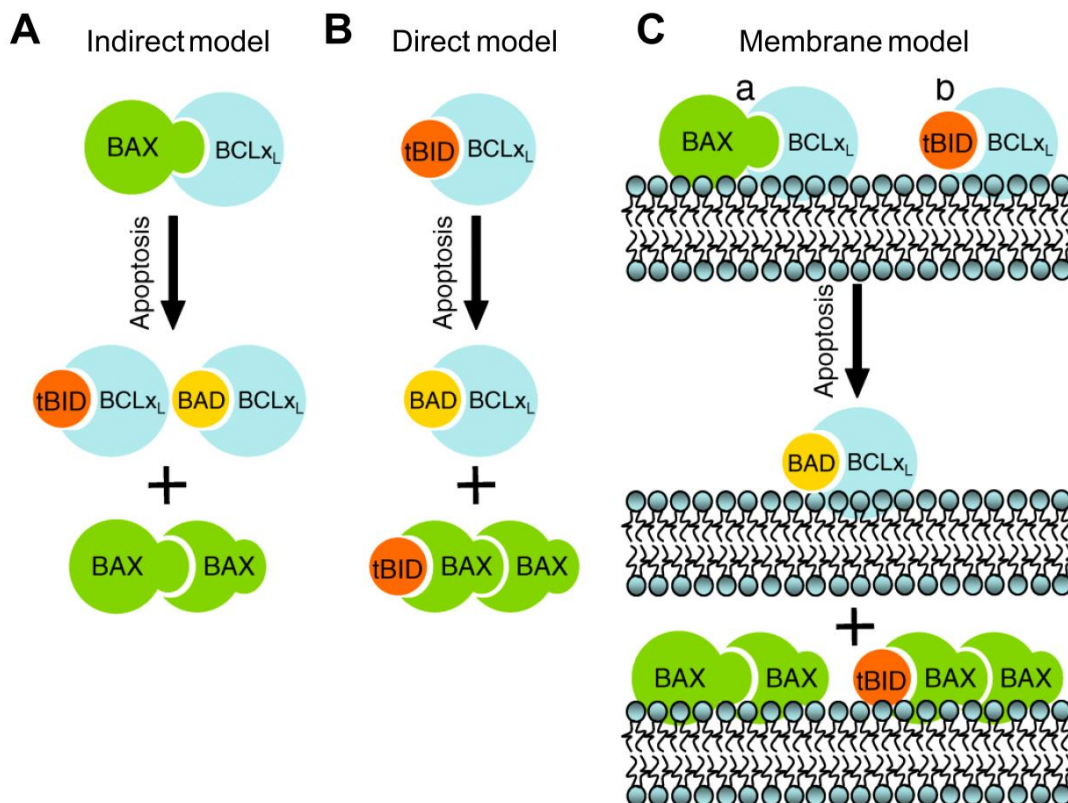 A Indirect model
BAX BCLxL
Apoptosis
tBID BCLxL BAD BCLxL
+
BAX BAX
B Direct model
tBID BCLxL
Apoptosis
BAD BCLxL
+
tBID BAX BAX
C Membrane model
a b
BAX BCLxL tBID BCLxL
Apoptosis
BAD BCLxL
+
BAX BAX tBID BAX BAX